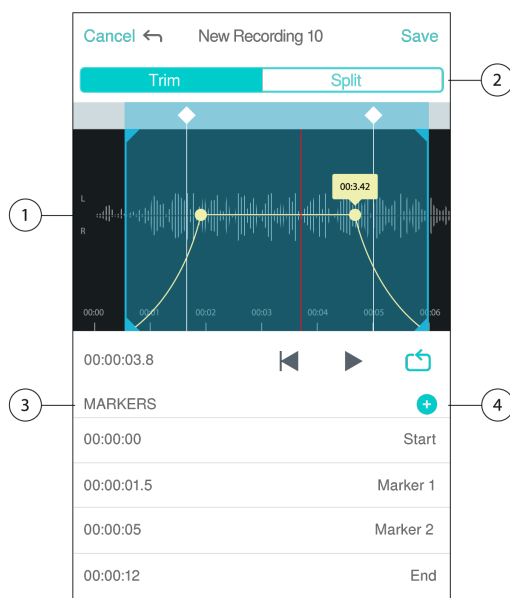 Cancel New Recording 10 Save
Trim Split
2
00:3.42
L
1
R
00:00 00:01 00:02 00:03 00:04 00:05 00:06
00:00:03.8
3 MARKERS + 4
00:00:00 Start
00:00:01.5 Marker 1
00:00:05 Marker 2
00:00:12 End